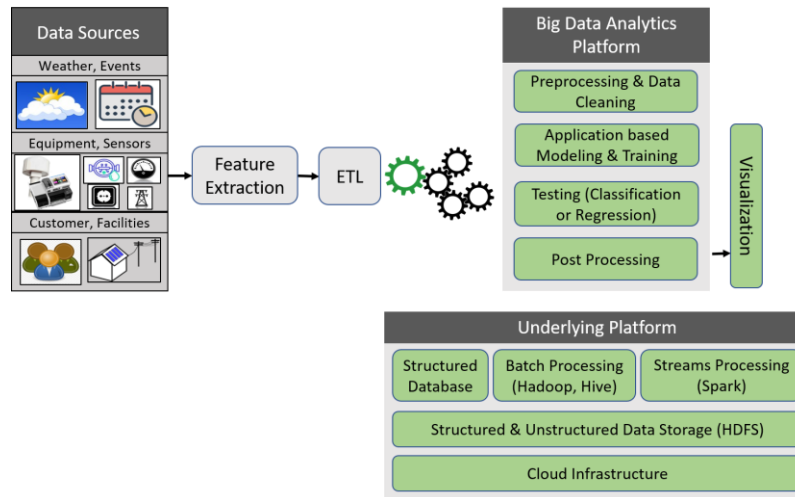 Data Sources
Weather, Events
Equipment, Sensors
Customer, Facilities
Feature
Extraction
ETL
Big Data Analytics
Platform
Preprocessing & Data
Cleaning
Application based
Modeling & Training
Testing (Classification
or Regression)
Post Processing
Visualization
Underlying Platform
Structured
Database
Batch Processing
(Hadoop, Hive)
Streams Processing
(Spark)
Structured & Unstructured Data Storage (HDFS)
Cloud Infrastructure